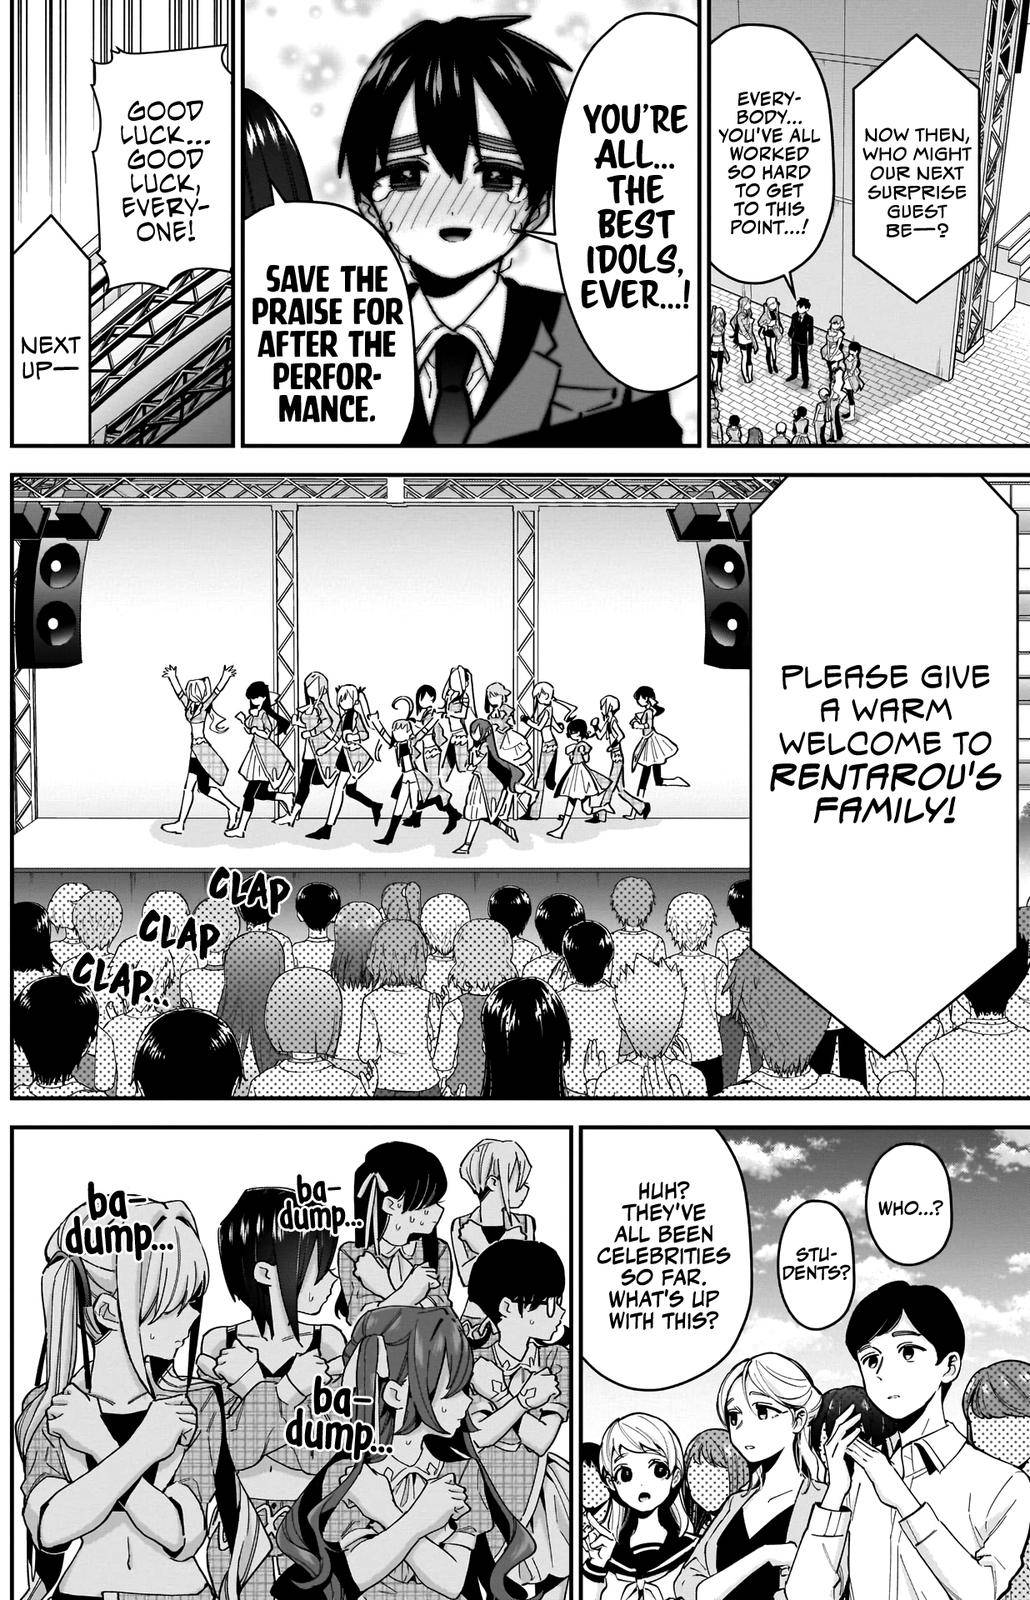 NOW THEN,
WHO MIGHT
OUR NEXT
SURPRISE
GUEST
BE—?
EVERY-
BODY...
YOU'VE ALL
WORKED
SO HARD
TO GET
TO THIS
POINT...!
YOU'RE
ALL...
THE
BEST
IDOLS,
EVER...!
SAVE THE
PRAISE FOR
AFTER THE
PERFOR-
MANCE.
GOOD
LUCK...
GOOD
LUCK,
EVERY-
ONE!
NEXT
UP—
PLEASE GIVE
A WARM
WELCOME TO
RENTAROU'S
FAMILY!
CLAP
CLAP
CLAP...
WHO...?
STU-
DENTS?
HUH?
THEY'VE
ALL BEEN
CELEBRITIES
SO FAR.
WHAT'S UP
WITH THIS?
ba-
dump...
ba-
dump...
ba-
dump...